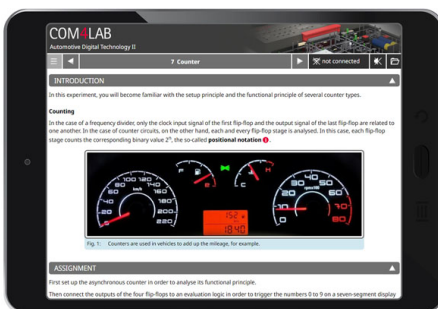 COM LAB
Automotive Digital Technology II
7 Counter
not connected
INTRODUCTION
In this experiment, you will become familiar with the setup principle and the functional principle of several counter types.
Counting
In the case of a frequency divider, only the clock input signal of the first flip-flop and the output signal of the last flip-flop are related to
one another. In the case of counter circuits, on the other hand, each and every flip-flop stage is analysed. In this case, each flip-flop
stage counts the corresponding binary value 2ⁿ, the so-called positional notation.
Fig. 1: Counters are used in vehicles to add up the mileage, for example.
ASSIGNMENT
First set up the asynchronous counter in order to analyse its functional principle.
Then connect the outputs of the four flip-flops to an evaluation logic in order to trigger the numbers 0 to 9 on a seven-segment display